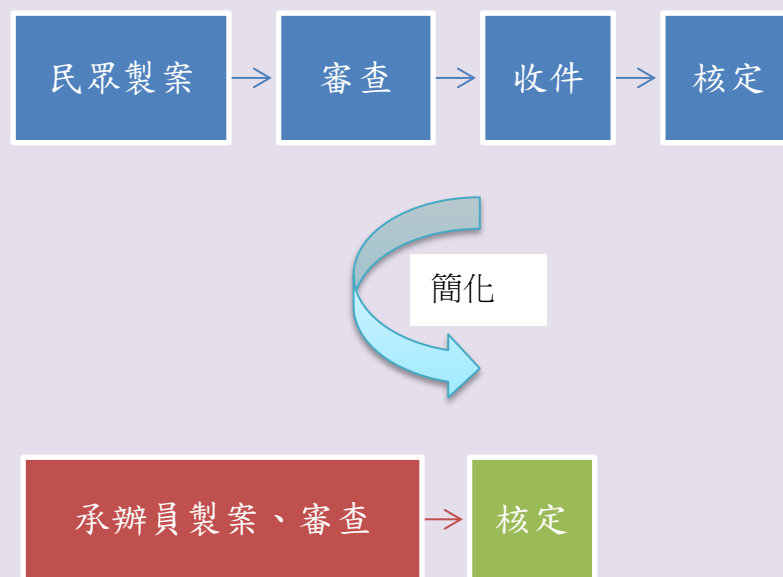 民眾製案
審查
收件
核定
簡化
承辦員製案、審查
核定